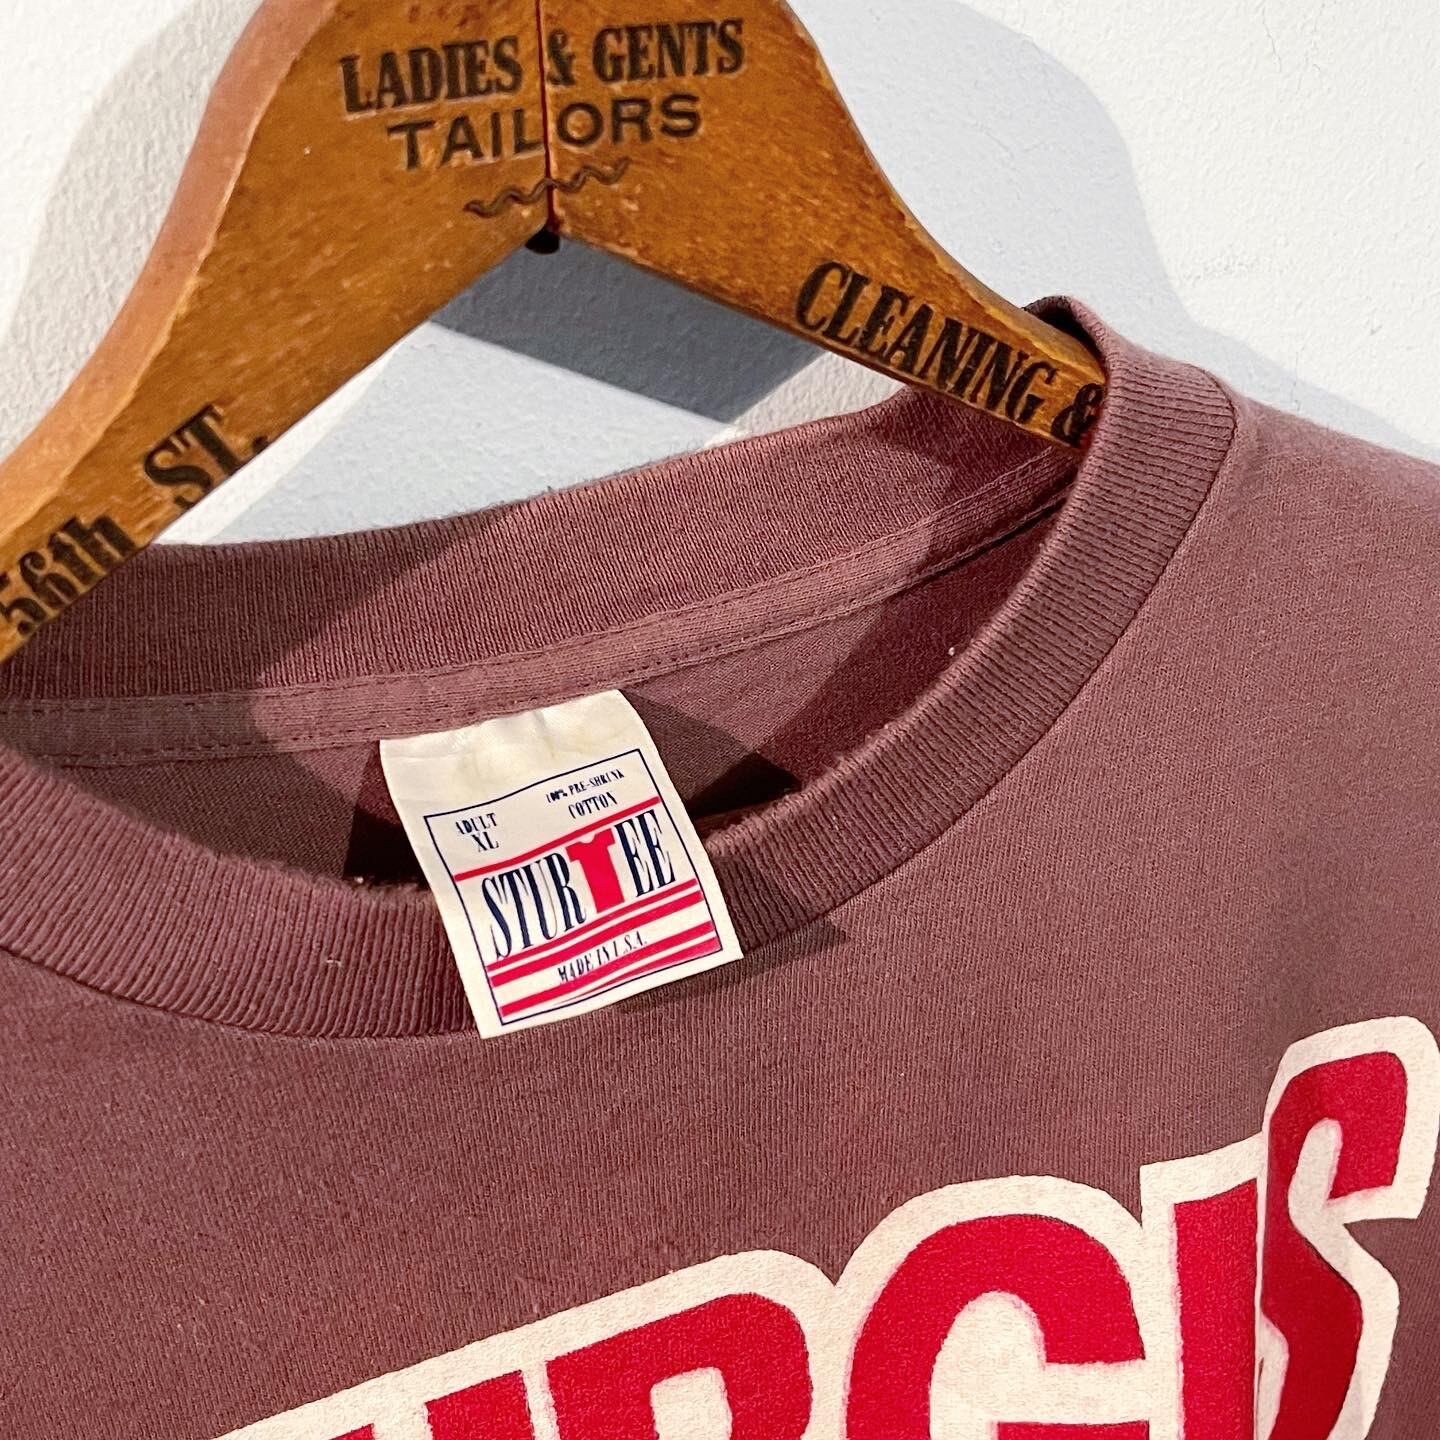 LADIES & GENTS
TAILORS
CLEANING &
56th ST.
ADULT
XL
100% PRE-SHRUNK
COTTON
STURTEE
MADE IN U.S.A.
URGIS